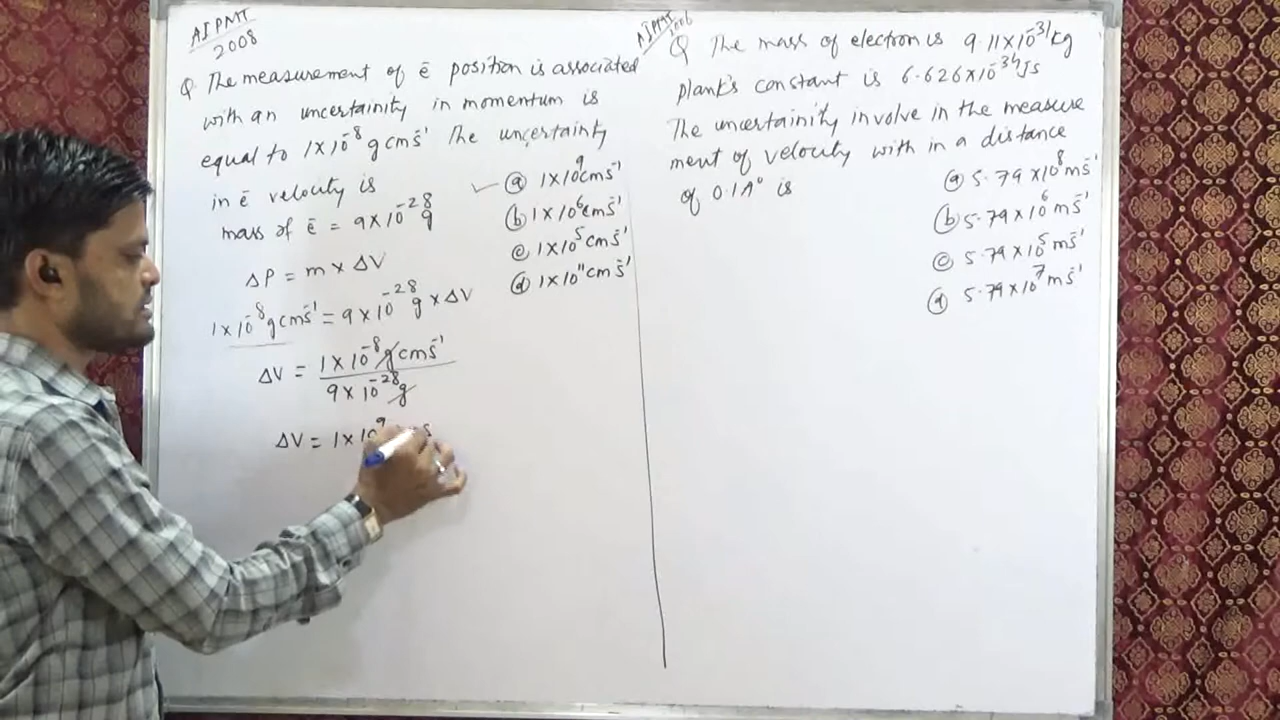 AIPMT
2008
Q. The measurement of ē position is associated
with an uncertainity in momentum is
equal to 1×10⁻⁸ g cm s⁻¹ The uncertainty
in ē velocity is
mass of ē = 9×10⁻²⁸ g
ⓐ 1×10⁹ cm s⁻¹
ⓑ 1×10⁶ cm s⁻¹
ⓒ 1×10⁵ cm s⁻¹
ⓓ 1×10¹¹ cm s⁻¹
ΔP = m × ΔV
1×10⁻⁸ g cm s⁻¹ = 9×10⁻²⁸ g × ΔV
ΔV = 1×10⁻⁸ g cm s⁻¹
9×10⁻²⁸ g
ΔV = 1×10⁹
AIPMT
2006
Q The mass of electron is 9.11×10⁻³¹ kg
plank's constant is 6.626×10⁻³⁴ Js
The uncertainity involve in the measure
ment of velocity with in a distance
of 0.1A° is
ⓐ 5.79×10⁸ m s⁻¹
ⓑ 5.79×10⁶ m s⁻¹
ⓒ 5.79×10⁵ m s⁻¹
ⓓ 5.79×10⁷ m s⁻¹